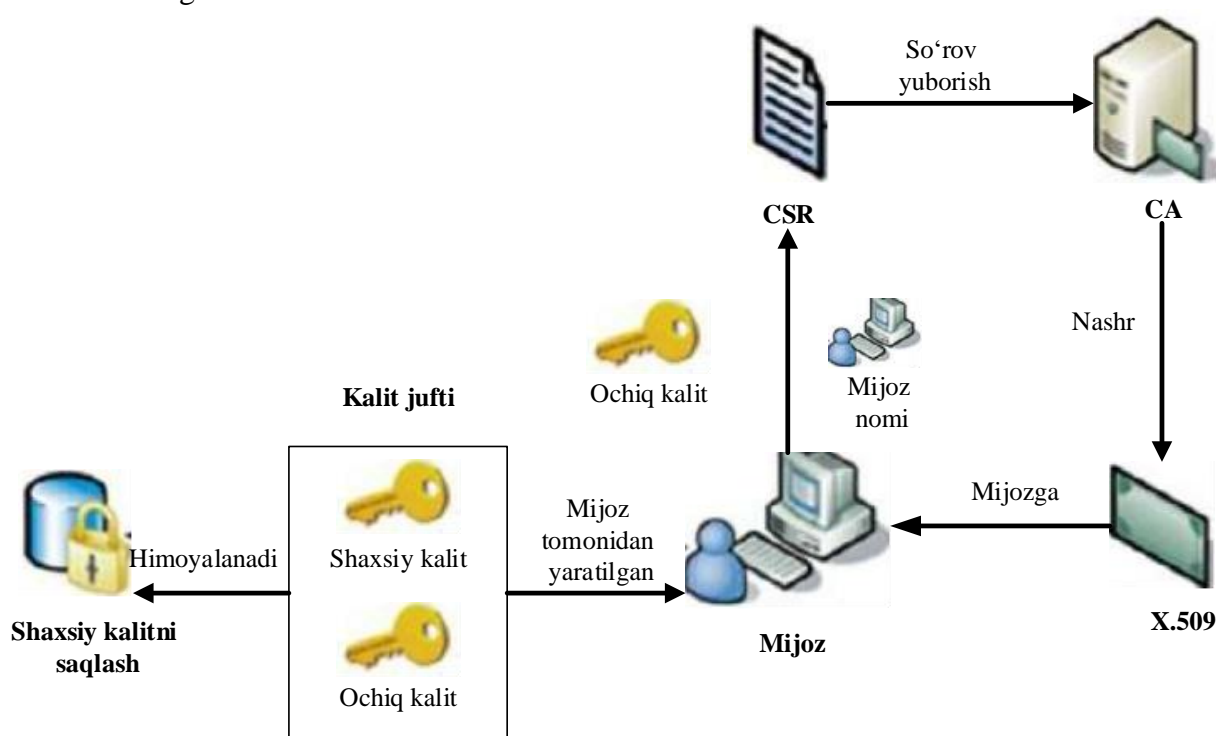 So‘rov
yuborish
CSR
CA
Nashr
Ochiq kalit
Mijoz
nomi
Kalit jufti
Shaxsiy kalit
Ochiq kalit
Himoyalanadi
Shaxsiy kalitni
saqlash
Mijoz
tomonidan
yaratilgan
Mijozga
Mijoz
X.509